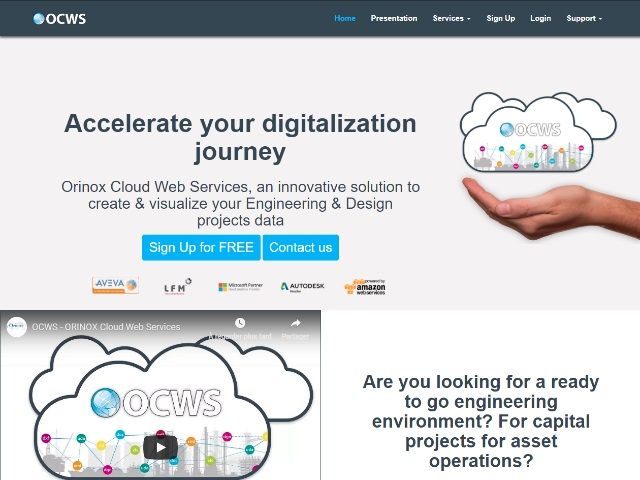 OCWS
Home
Presentation
Services
Sign Up
Login
Support
Accelerate your digitalization
journey
Orinox Cloud Web Services, an innovative solution to
create & visualize your Engineering & Design
projects data
Sign Up for FREE
Contact us
OCWS
AVEVA
LFM
Microsoft Partner
AUTODESK
powered by
amazon
web services
OCWS - ORINOX Cloud Web Services
A regarder plus tard
Partager
OCWS
Are you looking for a ready
to go engineering
environment? For capital
projects for asset
operations?